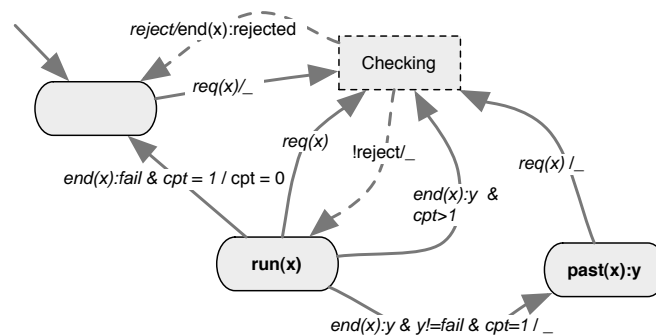 reject/end(x):rejected
Checking
req(x)/_
req(x)
!reject/_
req(x) /_
end(x):fail & cpt = 1 / cpt = 0
end(x):y &
cpt>1
run(x)
past(x):y
end(x):y & y!=fail & cpt=1 / _